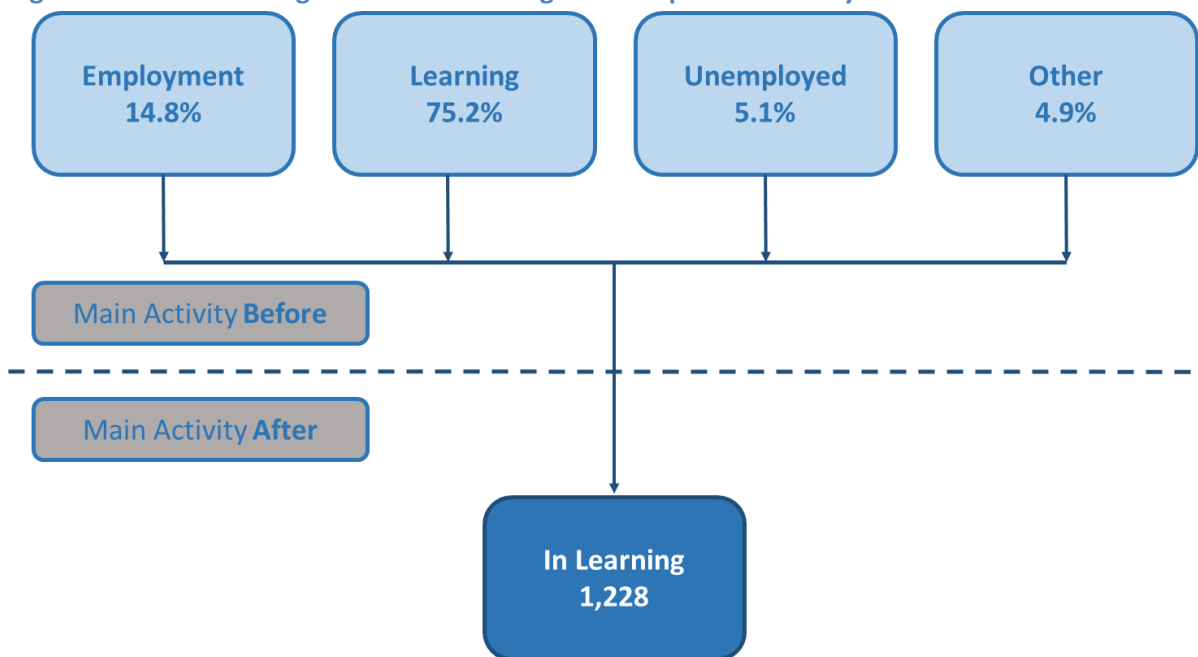 Employment
14.8%
Learning
75.2%
Unemployed
5.1%
Other
4.9%
Main Activity Before
Main Activity After
In Learning
1,228